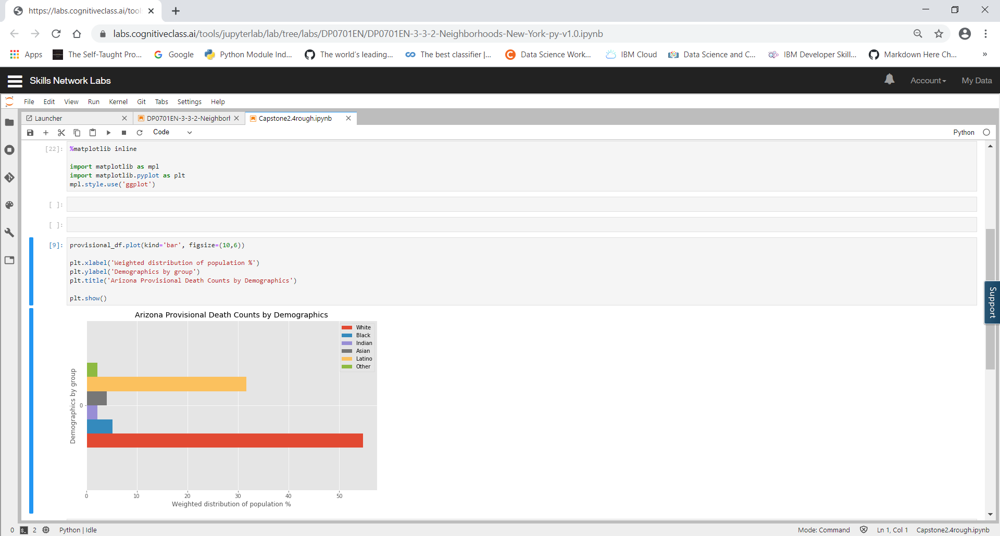 https://labs.cognitiveclass.ai/tool
labs.cognitiveclass.ai/tools/jupyterlab/lab/tree/labs/DP0701EN/DP0701EN-3-3-2-Neighborhoods-New-York-py-v1.0.ipynb
Apps The Self-Taught Pro... Google Python Module Ind... The world's leading... The best classifier |... Data Science Work... IBM Cloud Data Science and C... IBM Developer Skill... Markdown Here Ch... »
Skills Network Labs Account My Data
File Edit View Run Kernel Git Tabs Settings Help
Launcher DP0701EN-3-3-2-Neighborh Capstone2.4rough.ipynb
Code Python
[22]: %matplotlib inline
import matplotlib as mpl
import matplotlib.pyplot as plt
mpl.style.use('ggplot')
[ ]:
[ ]:
[9]: provisional_df.plot(kind='bar', figsize=(10,6))
plt.xlabel('Weighted distribution of population %')
plt.ylabel('Demographics by group')
plt.title('Arizona Provisional Death Counts by Demographics')
plt.show()
Support
Arizona Provisional Death Counts by Demographics
White
Black
Indian
Asian
Latino
Other
Demographics by group
0
0 10 20 30 40 50
Weighted distribution of population %
0 $_ 2 Python | Idle Mode: Command Ln 1, Col 1 Capstone2.4rough.ipynb